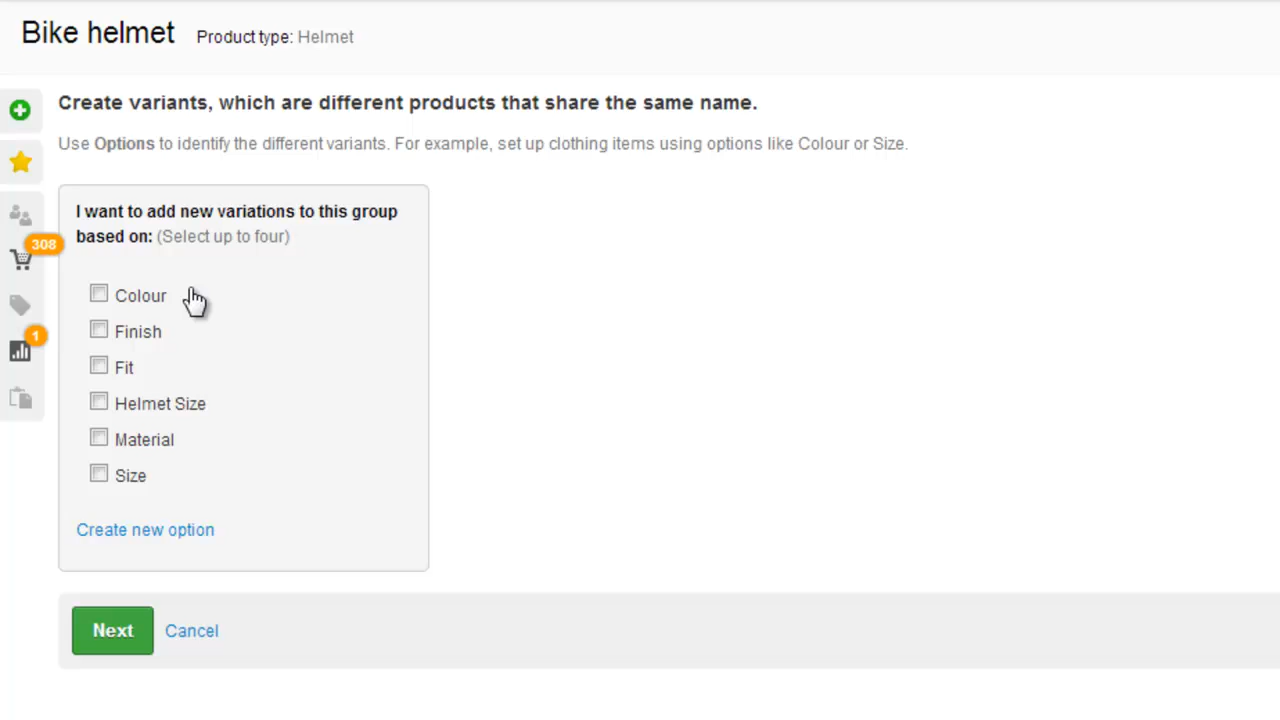 Bike helmet Product type: Helmet
Create variants, which are different products that share the same name.
Use Options to identify the different variants. For example, set up clothing items using options like Colour or Size.
I want to add new variations to this group
based on: (Select up to four)
308
Colour
Finish
1
Fit
Helmet Size
Material
Size
Create new option
Next Cancel